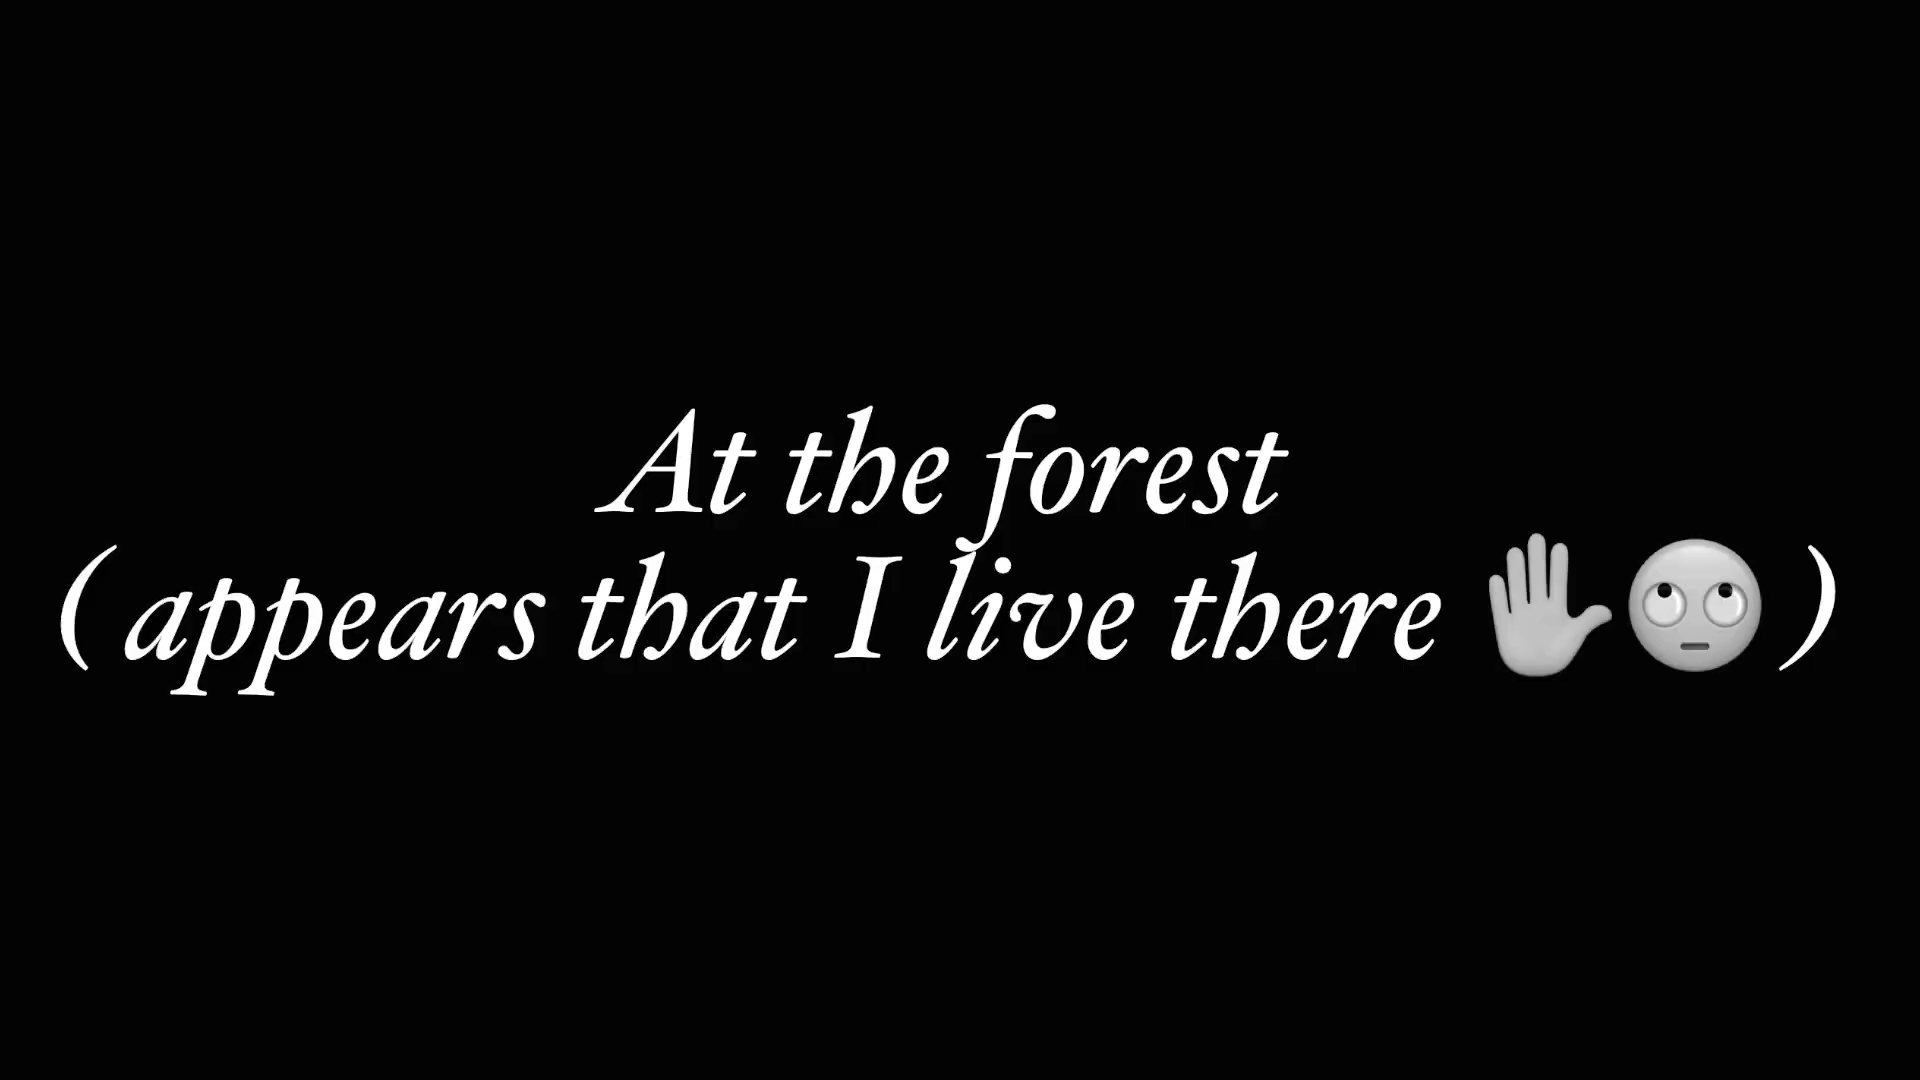 At the forest
(appears that I live there 🤚🙄)